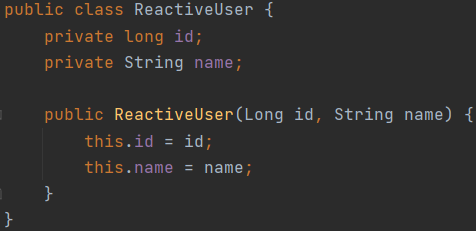 public class ReactiveUser {
    private long id;
    private String name;

    public ReactiveUser(Long id, String name) {
        this.id = id;
        this.name = name;
    }
}